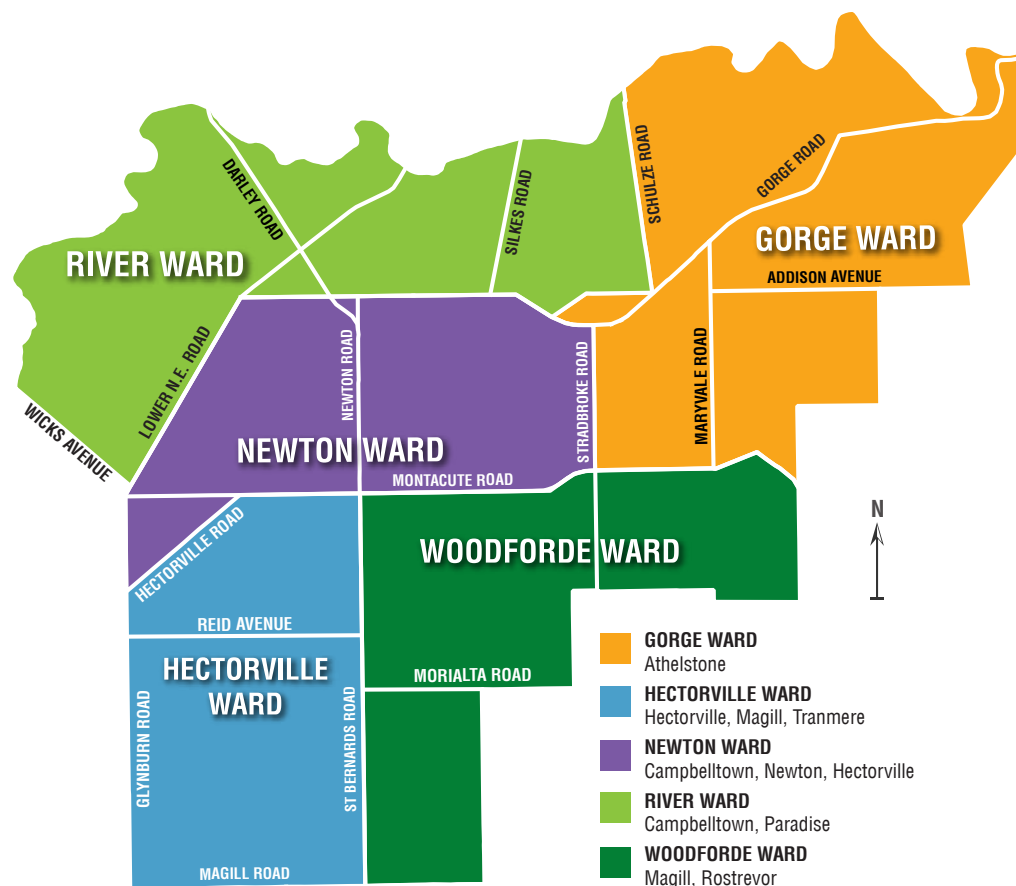 DARLEY ROAD
SILKES ROAD
SCHULZE ROAD
GORGE ROAD
RIVER WARD
GORGE WARD
ADDISON AVENUE
LOWER N.E. ROAD
NEWTON ROAD
STRADBROKE ROAD
MARYVALE ROAD
WICKS AVENUE
NEWTON WARD
MONTACUTE ROAD
HECTORVILLE ROAD
WOODFORDE WARD
N
REID AVENUE
HECTORVILLE
WARD
MORIALTA ROAD
GLYNBURN ROAD
ST BERNARDS ROAD
MAGILL ROAD
GORGE WARD
Athelstone
HECTORVILLE WARD
Hectorville, Magill, Tranmere
NEWTON WARD
Campbelltown, Newton, Hectorville
RIVER WARD
Campbelltown, Paradise
WOODFORDE WARD
Magill, Rostrevor